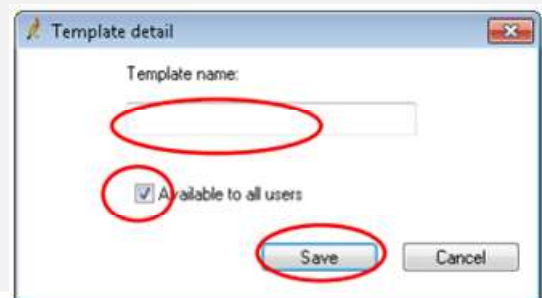 Template detail
Template name:
Available to all users
Save
Cancel